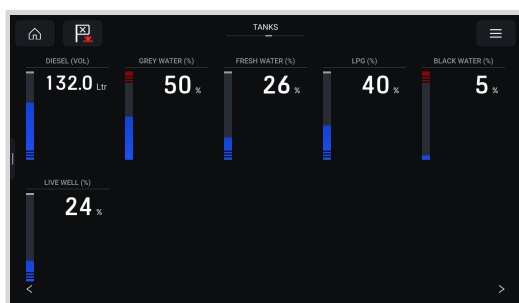 TANKS
DIESEL (VOL)
132.0 Ltr
GREY WATER (%)
50 %
FRESH WATER (%)
26 %
LPG (%)
40 %
BLACK WATER (%)
5 %
LIVE WELL (%)
24 %